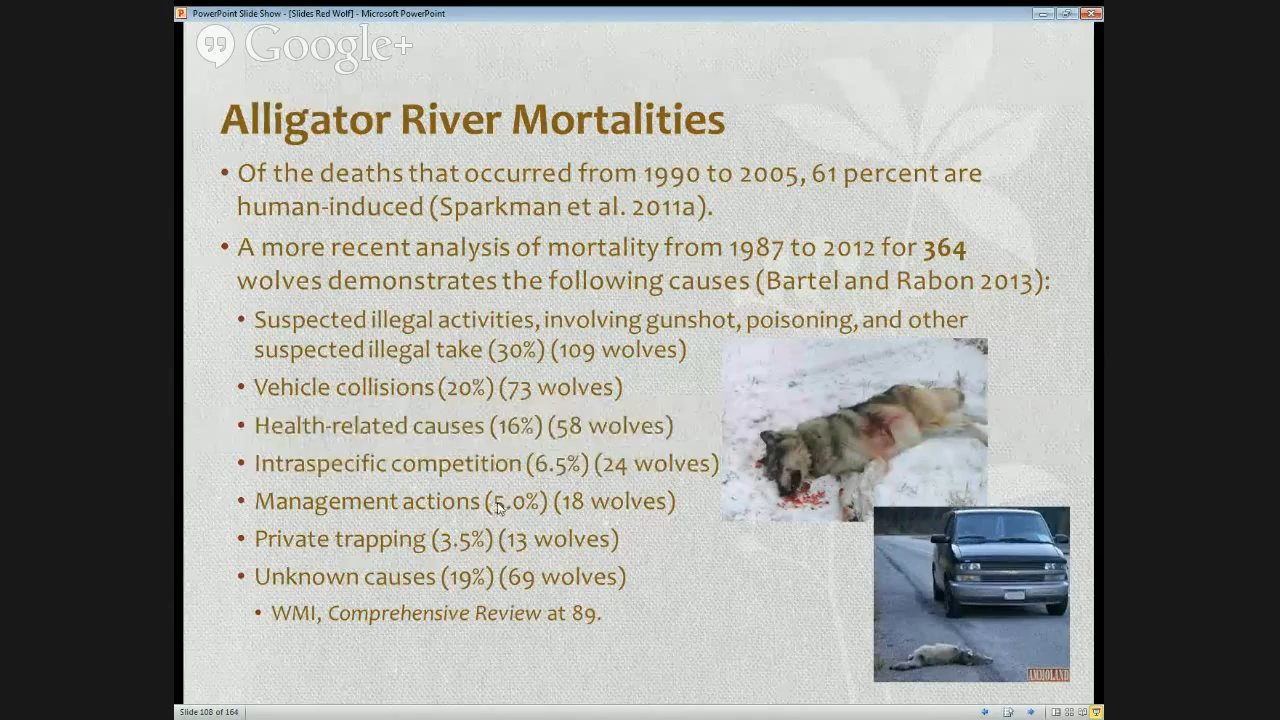 PowerPoint Slide Show - [Slides Red Wolf] - Microsoft PowerPoint
Google+
Alligator River Mortalities
• Of the deaths that occurred from 1990 to 2005, 61 percent are
human-induced (Sparkman et al. 2011a).
• A more recent analysis of mortality from 1987 to 2012 for 364
wolves demonstrates the following causes (Bartel and Rabon 2013):
• Suspected illegal activities, involving gunshot, poisoning, and other
suspected illegal take (30%) (109 wolves)
• Vehicle collisions (20%) (73 wolves)
• Health-related causes (16%) (58 wolves)
• Intraspecific competition (6.5%) (24 wolves)
• Management actions (5.0%) (18 wolves)
• Private trapping (3.5%) (13 wolves)
• Unknown causes (19%) (69 wolves)
• WMI, Comprehensive Review at 89.
AMMOLAND
Slide 108 of 164